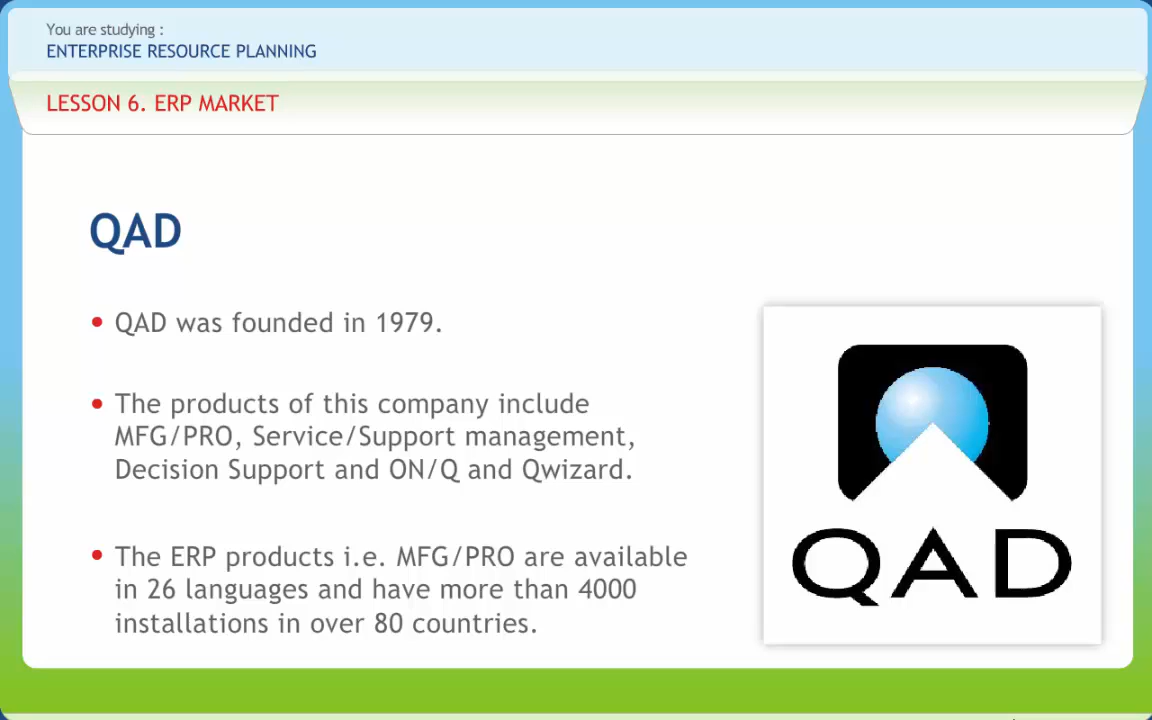 You are studying :
ENTERPRISE RESOURCE PLANNING
LESSON 6. ERP MARKET
QAD
• QAD was founded in 1979.
• The products of this company include
MFG/PRO, Service/Support management,
Decision Support and ON/Q and Qwizard.
• The ERP products i.e. MFG/PRO are available
in 26 languages and have more than 4000
installations in over 80 countries.
QAD